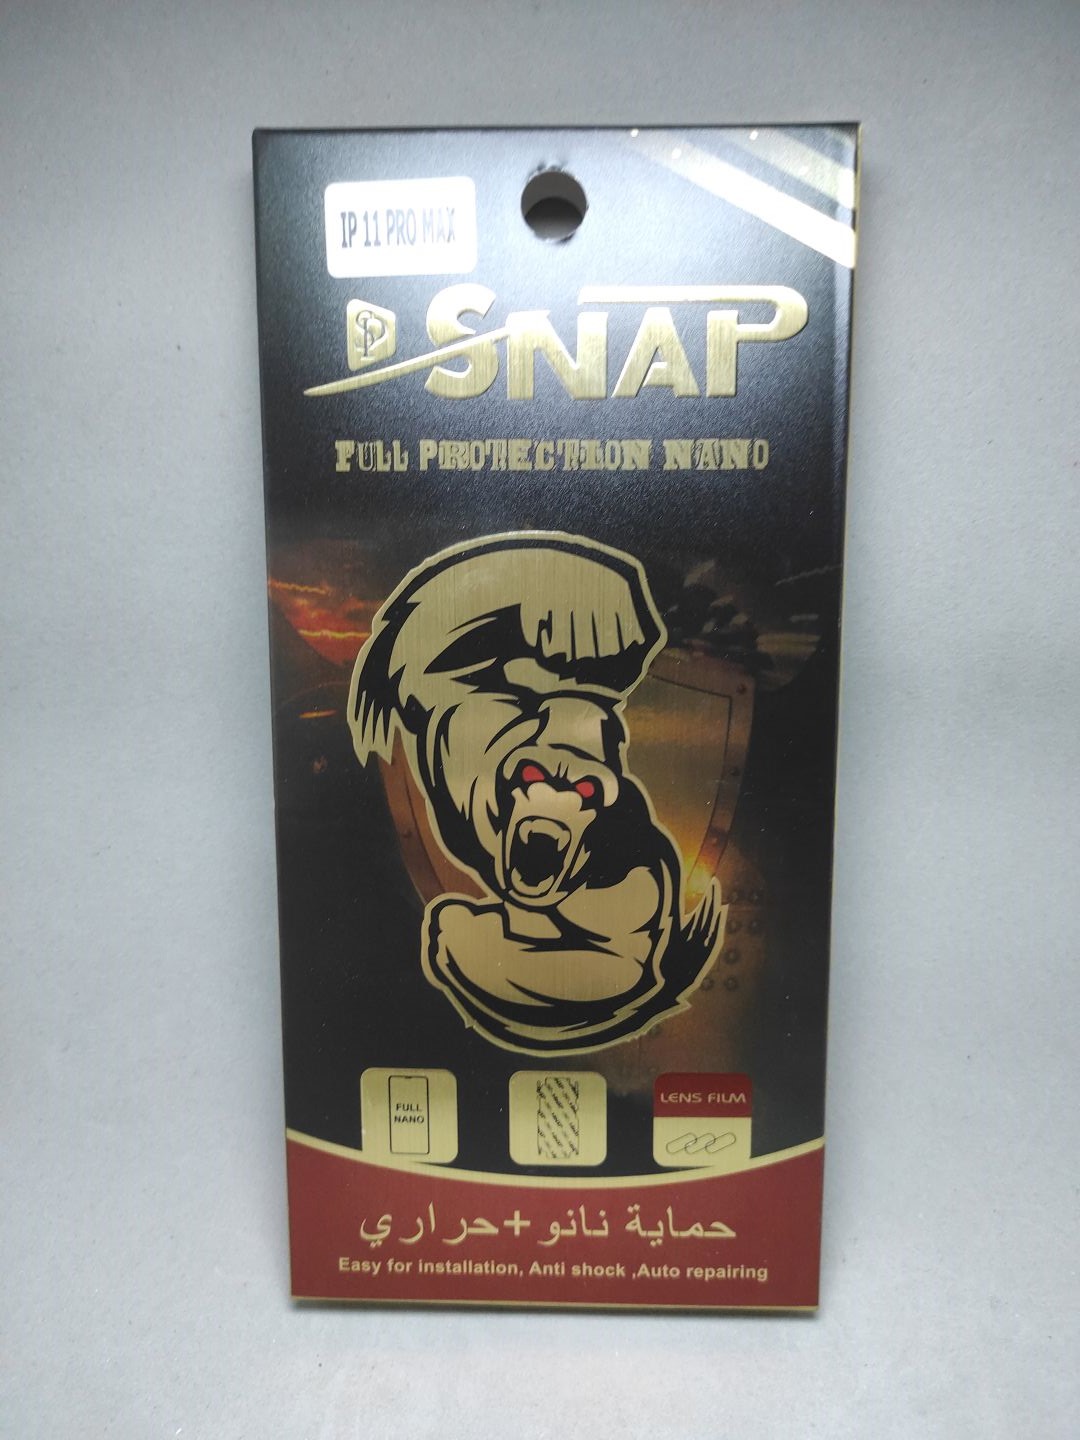 IP 11 PRO MAX
SP SNAP
FULL PROTECTION NANO
FULL
NANO
LENS FILM
حماية نانو+حراري
Easy for installation, Anti shock ,Auto repairing